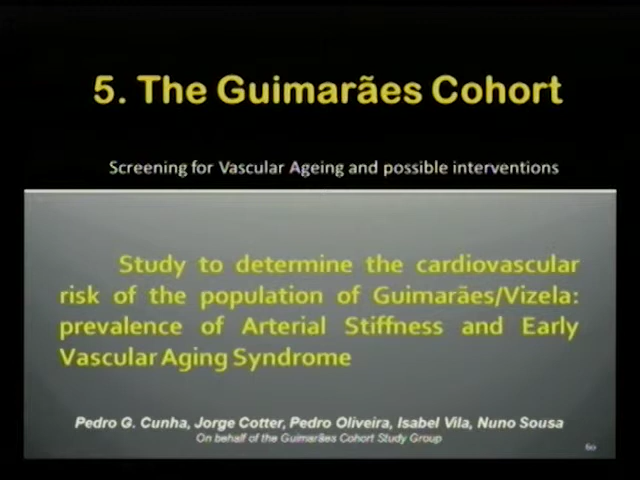 5. The Guimarães Cohort
Screening for Vascular Ageing and possible interventions
Study to determine the cardiovascular
risk of the population of Guimarães/Vizela:
prevalence of Arterial Stiffness and Early
Vascular Aging Syndrome
Pedro G. Cunha, Jorge Cotter, Pedro Oliveira, Isabel Vila, Nuno Sousa
On behalf of the Guimarães Cohort Study Group
60